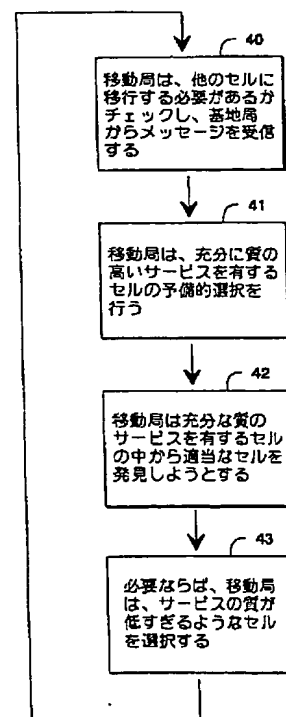 40
移動局は、他のセルに
移行する必要があるか
チェックし、基地局
からメッセージを受信
する
41
移動局は、充分に質の
高いサービスを有する
セルの予備的選択を
行う
42
移動局は充分な質の
サービスを有するセル
の中から適当なセルを
発見しようとする
43
必要ならば、移動局
は、サービスの質が
低すぎるようなセル
を選択する